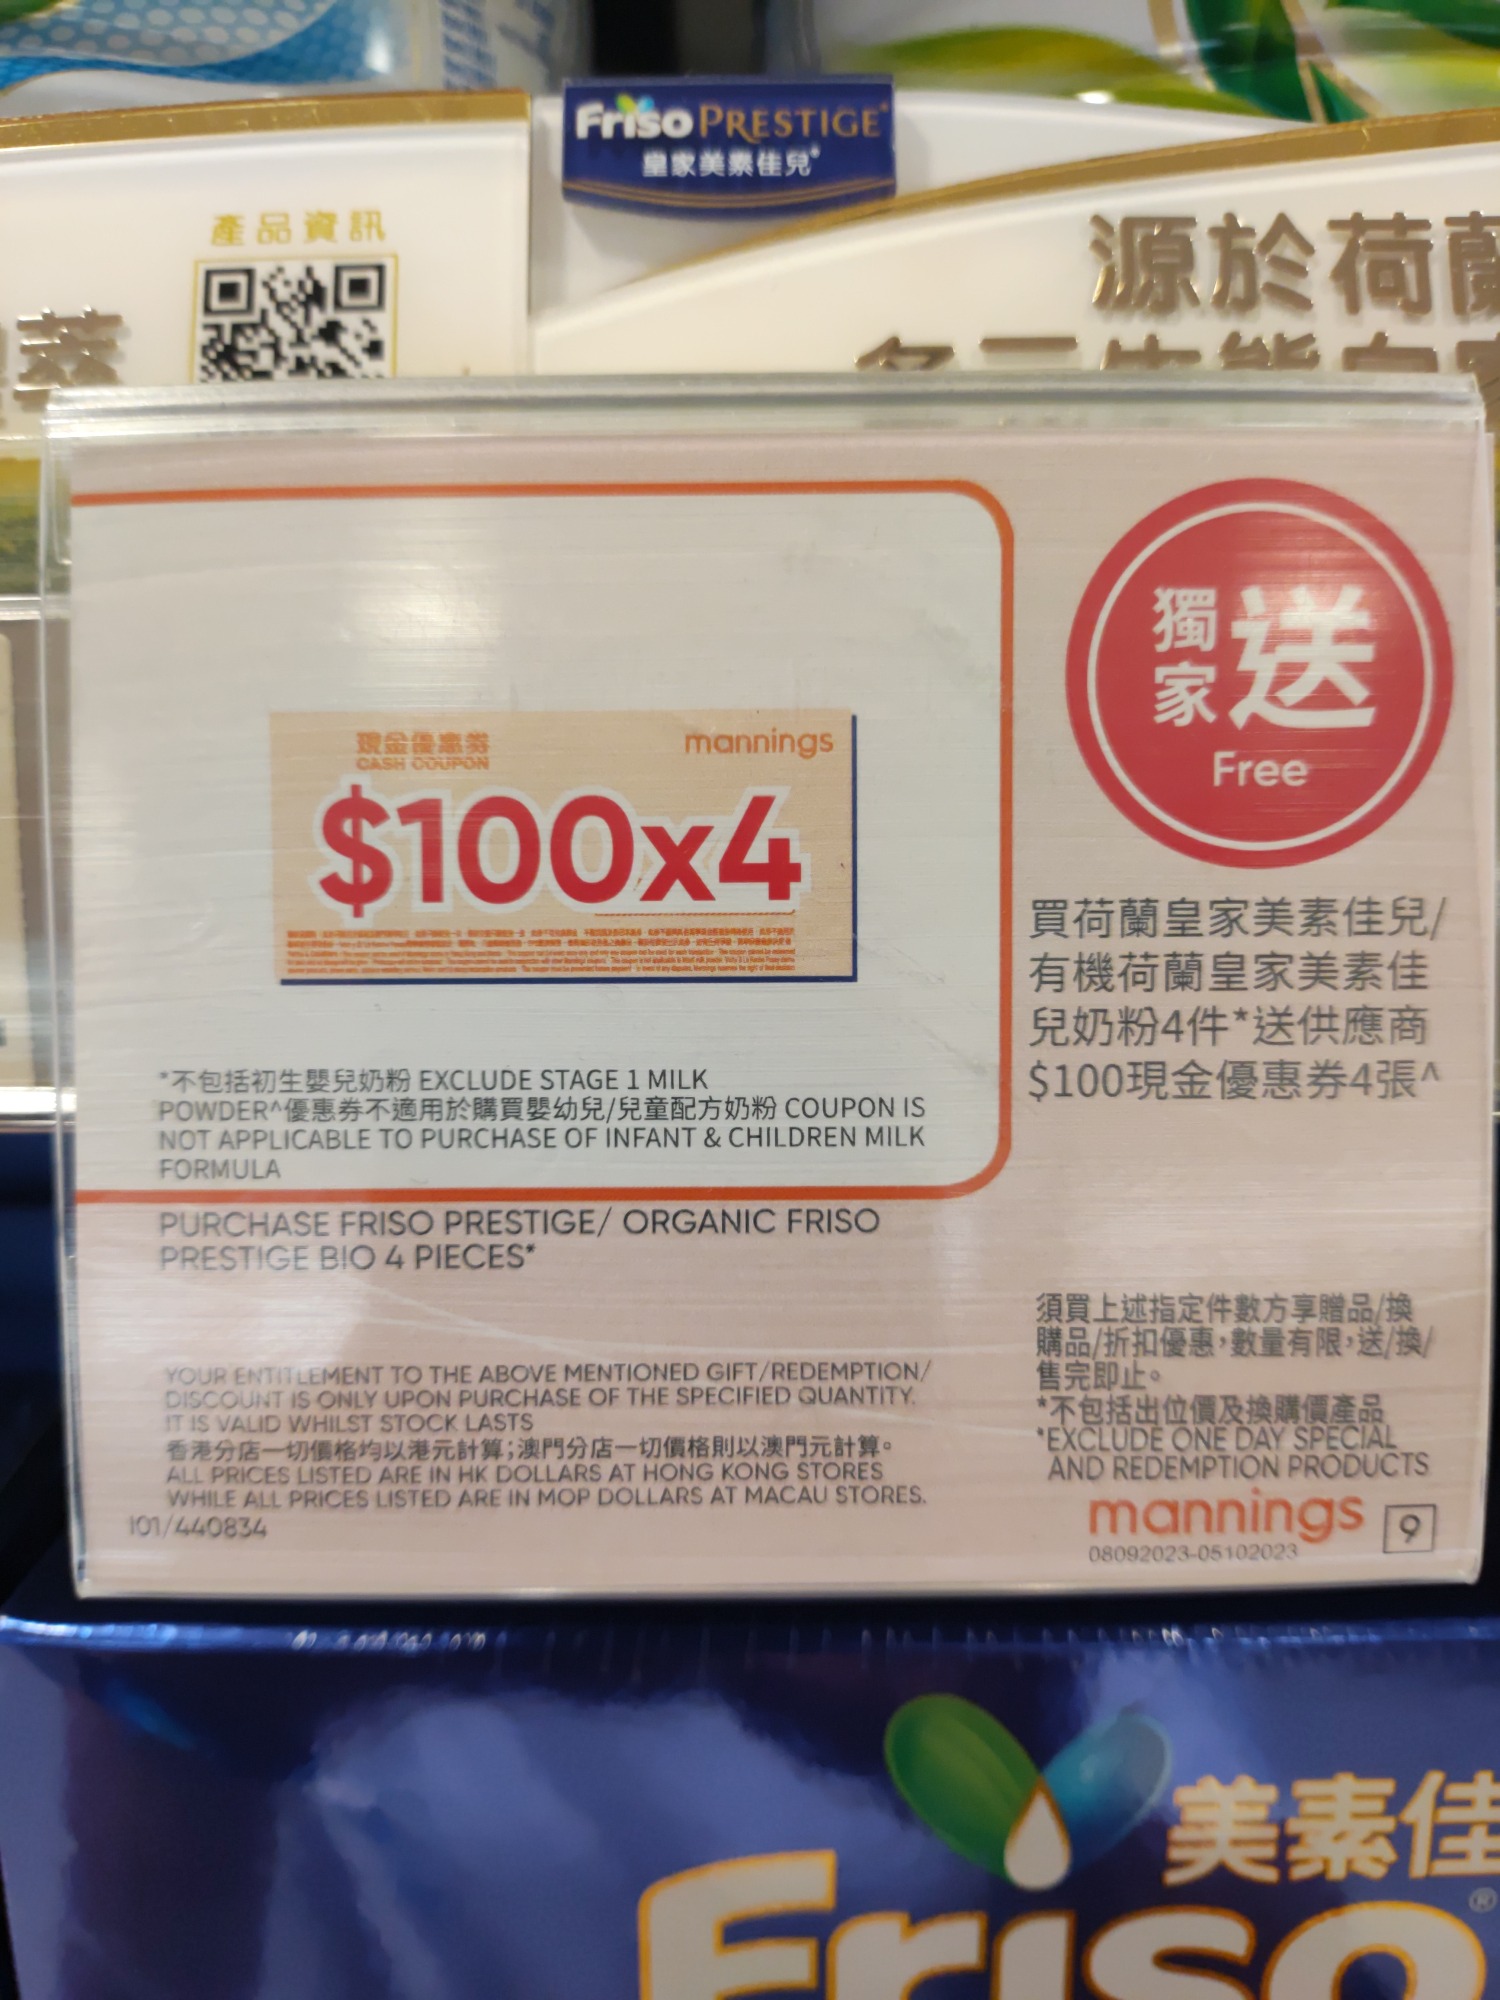 Friso PRESTIGE
皇家美素佳兒
產品資訊
源於荷蘭
萃
獨家送
Free
現金優惠券
CASH COUPON
mannings
$100x4
買荷蘭皇家美素佳兒/
有機荷蘭皇家美素佳
兒奶粉4件*送供應商
$100現金優惠券4張^
*不包括初生嬰兒奶粉 EXCLUDE STAGE 1 MILK
POWDER^優惠券不適用於購買嬰幼兒/兒童配方奶粉 COUPON IS
NOT APPLICABLE TO PURCHASE OF INFANT & CHILDREN MILK
FORMULA
PURCHASE FRISO PRESTIGE/ ORGANIC FRISO
PRESTIGE BIO 4 PIECES*
須買上述指定件數方享贈品/換
購品/折扣優惠，數量有限，送/換/
售完即止。
*不包括出位價及換購價產品
*EXCLUDE ONE DAY SPECIAL
AND REDEMPTION PRODUCTS
YOUR ENTITLEMENT TO THE ABOVE MENTIONED GIFT/REDEMPTION/
DISCOUNT IS ONLY UPON PURCHASE OF THE SPECIFIED QUANTITY.
IT IS VALID WHILST STOCK LASTS
香港分店一切價格均以港元計算；澳門分店一切價格則以澳門元計算。
ALL PRICES LISTED ARE IN HK DOLLARS AT HONG KONG STORES
WHILE ALL PRICES LISTED ARE IN MOP DOLLARS AT MACAU STORES.
101/440834
mannings 9
08092023-05102023
美素佳
Friso